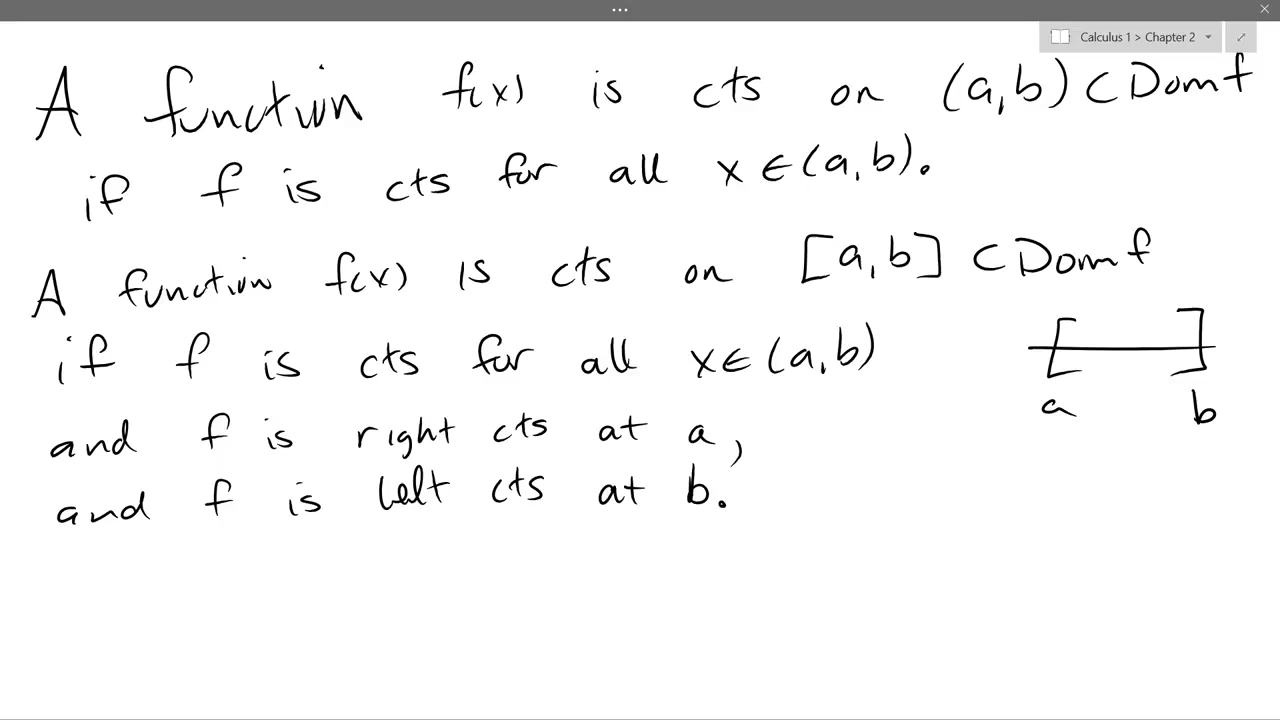 Calculus 1 > Chapter 2
A function f(x) is cts on (a,b) ⊂ Dom f
if f is cts for all x ∈ (a,b).
A function f(x) is cts on [a,b] ⊂ Dom f
if f is cts for all x ∈ (a,b)
and f is right cts at a,
and f is left cts at b.
a b